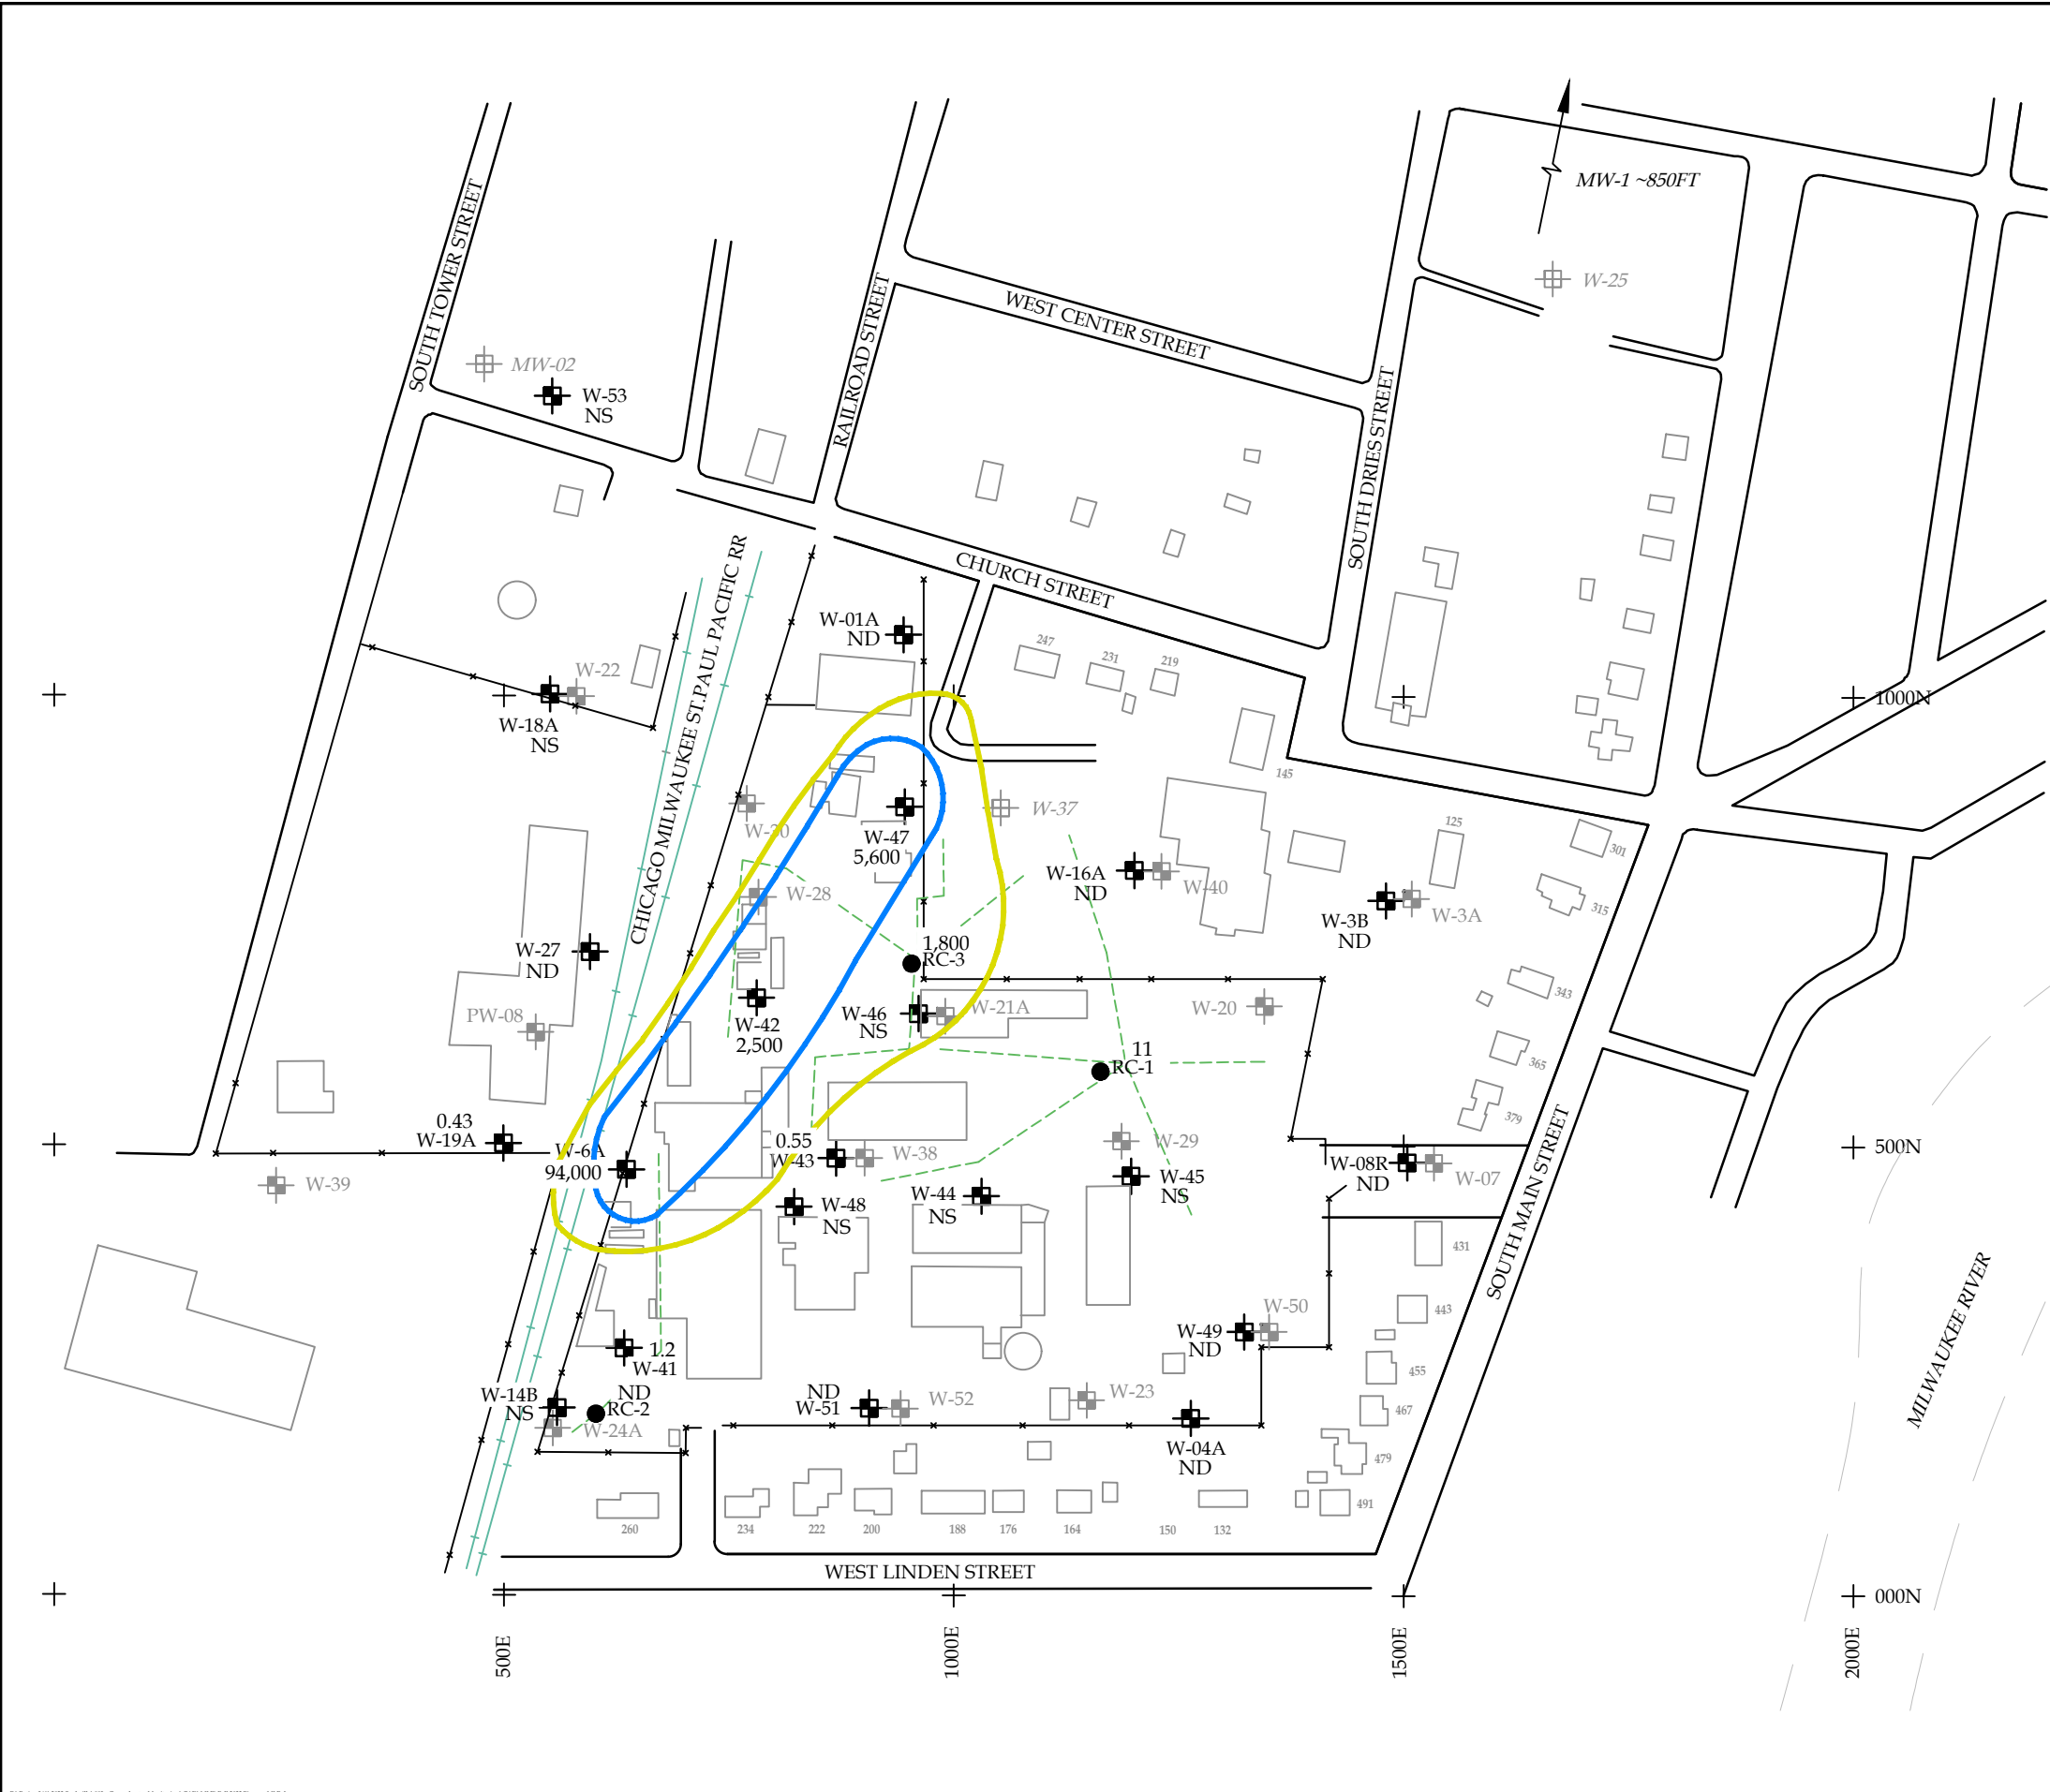 MW-1 ~850FT
W-25
SOUTH TOWER STREET
RAILROAD STREET
WEST CENTER STREET
SOUTH DRIES STREET
MW-02
W-53
NS
CHURCH STREET
CHICAGO MILWAUKEE ST.PAUL PACIFIC RR
W-01A
ND
247
231
219
W-22
W-18A
NS
1000N
145
W-30
W-37
W-47
5,600
125
301
W-16A
ND
W-40
W-28
W-3B
ND
W-3A
315
W-27
ND
1,800
RC-3
343
PW-08
W-42
2,500
W-46
NS
W-21A
W-20
11
RC-1
365
379
0.43
W-19A
W-6A
94,000
0.55
W-43
W-38
W-29
500N
W-39
W-45
NS
W-08R
ND
W-07
W-48
NS
W-44
NS
SOUTH MAIN STREET
431
MILWAUKEE RIVER
W-50
W-49
ND
443
1.2
W-41
455
W-14B
NS
ND
RC-2
W-24A
ND
W-51
W-52
W-23
467
W-04A
ND
479
491
260
234
222
200
188
176
164
150
132
WEST LINDEN STREET
000N
500E
1000E
1500E
2000E